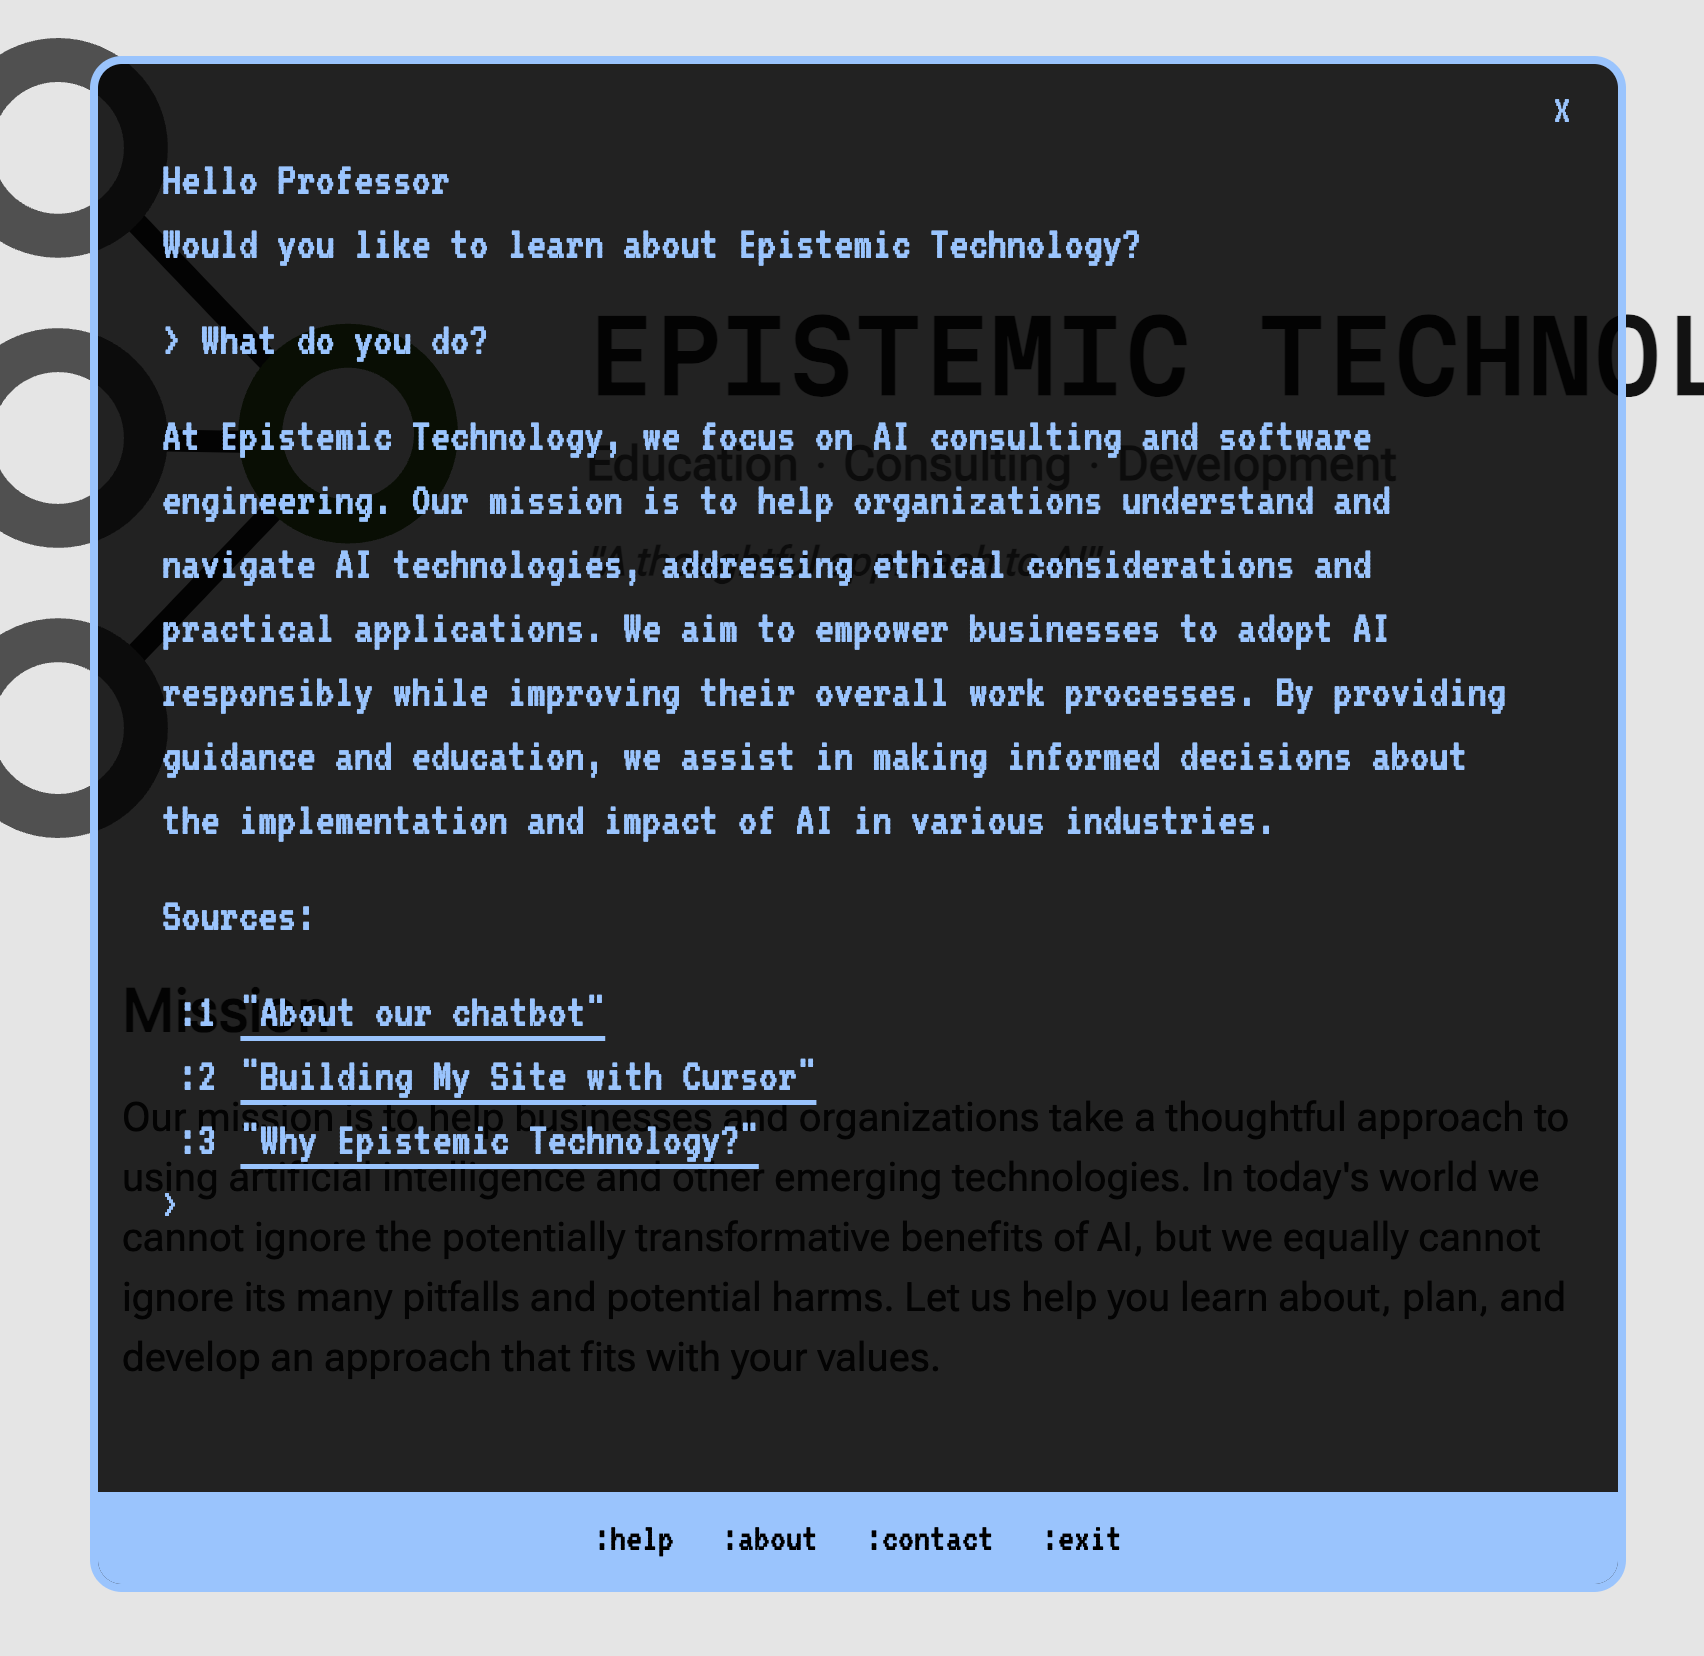 X
Hello Professor
Would you like to learn about Epistemic Technology?
> What do you do?
At Epistemic Technology, we focus on AI consulting and software
engineering. Our mission is to help organizations understand and
navigate AI technologies, addressing ethical considerations and
practical applications. We aim to empower businesses to adopt AI
responsibly while improving their overall work processes. By providing
guidance and education, we assist in making informed decisions about
the implementation and impact of AI in various industries.
Sources:
:1 "About our chatbot"
:2 "Building My Site with Cursor"
:3 "Why Epistemic Technology?"
>
:help :about :contact :exit
EPISTEMIC TECHNOL
Education · Consulting · Development
"A thoughtful approach to AI"
Mission
Our mission is to help businesses and organizations take a thoughtful approach to
using artificial intelligence and other emerging technologies. In today's world we
cannot ignore the potentially transformative benefits of AI, but we equally cannot
ignore its many pitfalls and potential harms. Let us help you learn about, plan, and
develop an approach that fits with your values.